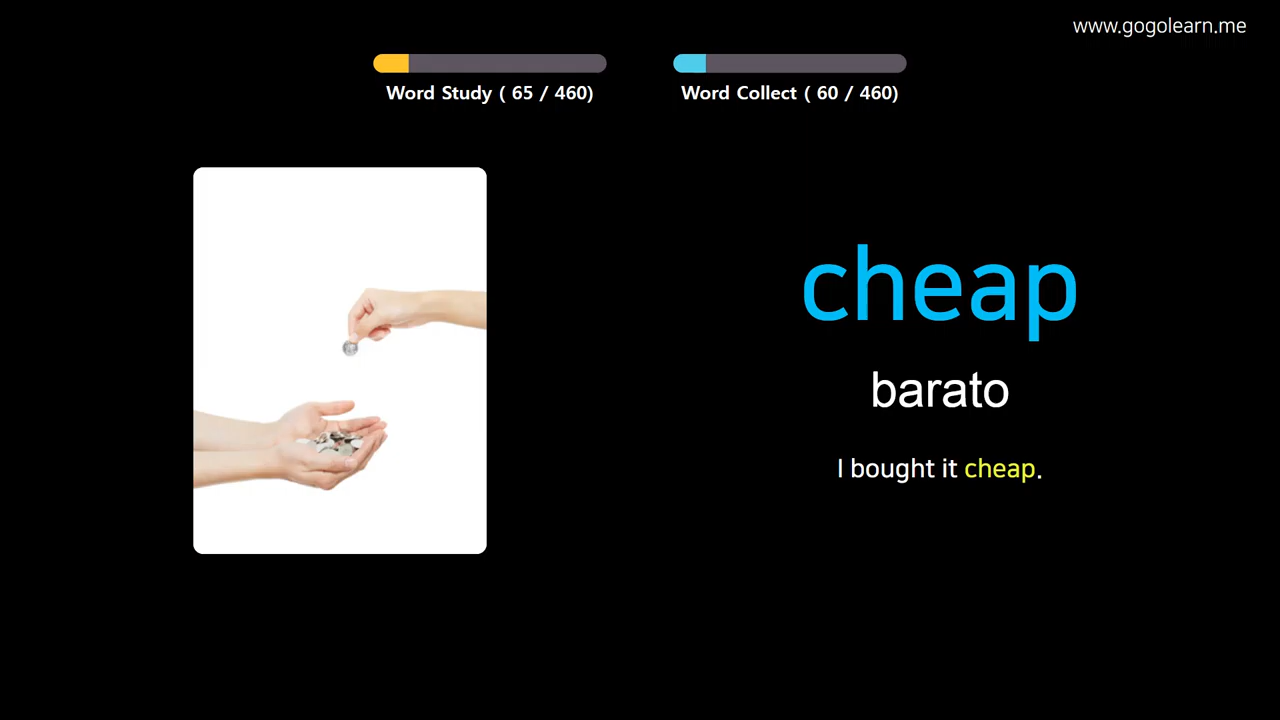 www.gogolearn.me
Word Study ( 65 / 460)
Word Collect ( 60 / 460)
cheap
barato
I bought it cheap.